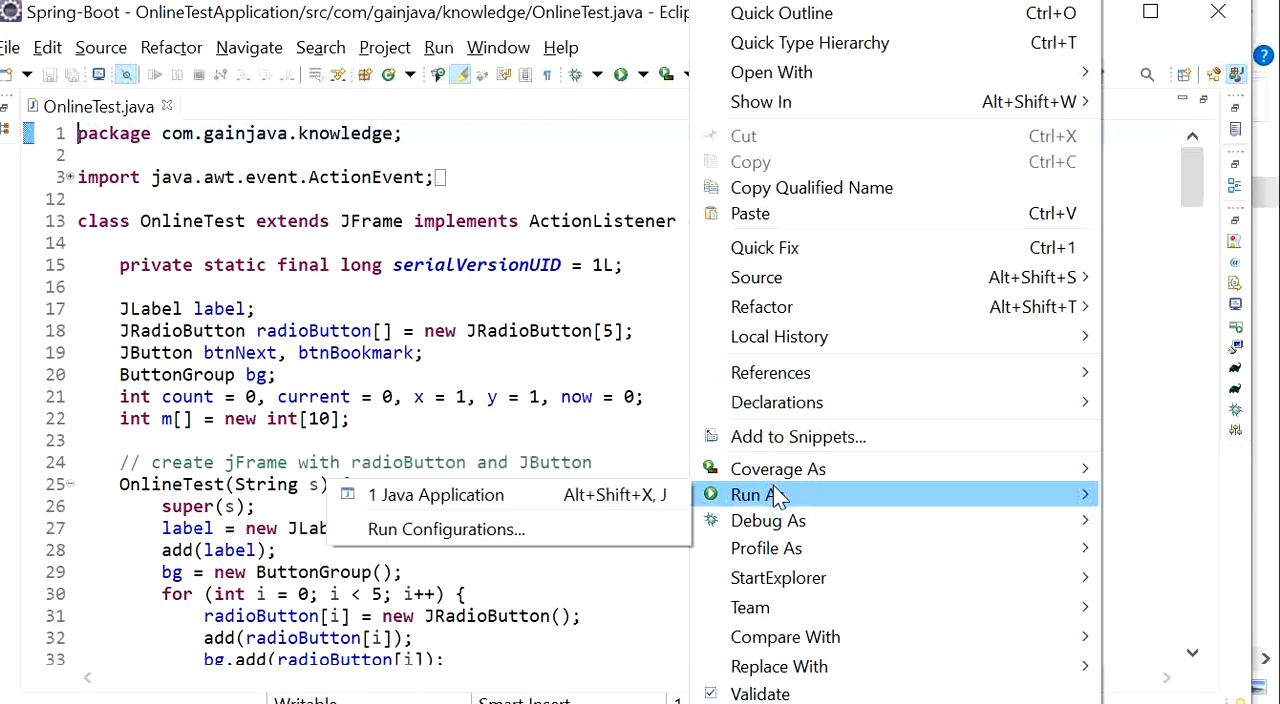 Spring-Boot - OnlineTestApplication/src/com/gainjava/knowledge/OnlineTest.java - Eclip
File Edit Source Refactor Navigate Search Project Run Window Help
OnlineTest.java
1 package com.gainjava.knowledge;
2
3 import java.awt.event.ActionEvent;
12
13 class OnlineTest extends JFrame implements ActionListener
14
15 private static final long serialVersionUID = 1L;
16
17 JLabel label;
18 JRadioButton radioButton[] = new JRadioButton[5];
19 JButton btnNext, btnBookmark;
20 ButtonGroup bg;
21 int count = 0, current = 0, x = 1, y = 1, now = 0;
22 int m[] = new int[10];
23
24 // create jFrame with radioButton and JButton
25 OnlineTest(String s)
26 super(s);
27 label = new JLab
28 add(label);
29 bg = new ButtonGroup();
30 for (int i = 0; i < 5; i++) {
31 radioButton[i] = new JRadioButton();
32 add(radioButton[i]);
33 bg.add(radioButton[i]);
Writable
Smart Insert
1
1 Java Application Alt+Shift+X, J
Run Configurations...
Quick Outline Ctrl+O
Quick Type Hierarchy Ctrl+T
Open With
Show In Alt+Shift+W
Cut Ctrl+X
Copy Ctrl+C
Copy Qualified Name
Paste Ctrl+V
Quick Fix Ctrl+1
Source Alt+Shift+S
Refactor Alt+Shift+T
Local History
References
Declarations
Add to Snippets...
Coverage As
Run As
Debug As
Profile As
StartExplorer
Team
Compare With
Replace With
Validate